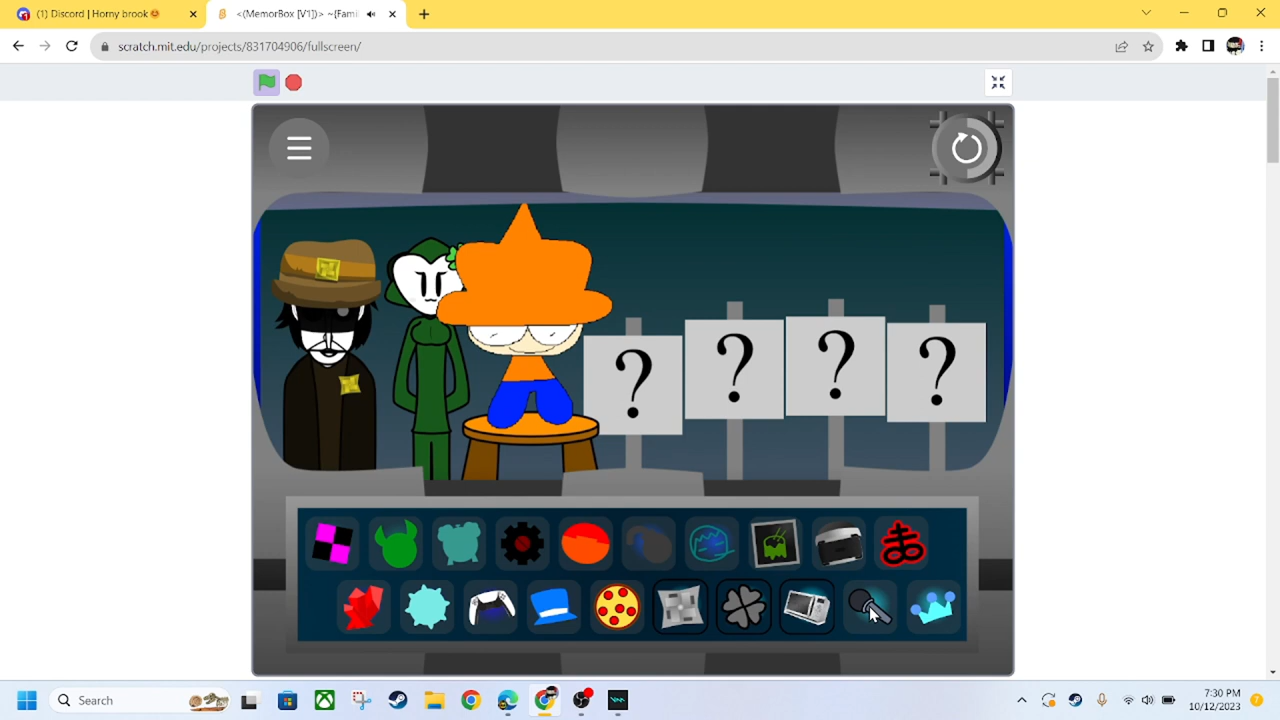 (1) Discord | Horny brook😍
<(MemorBox [V1])> ~{Fami
scratch.mit.edu/projects/831704906/fullscreen/
? ? ? ?
Search
7:30 PM
10/12/2023
7